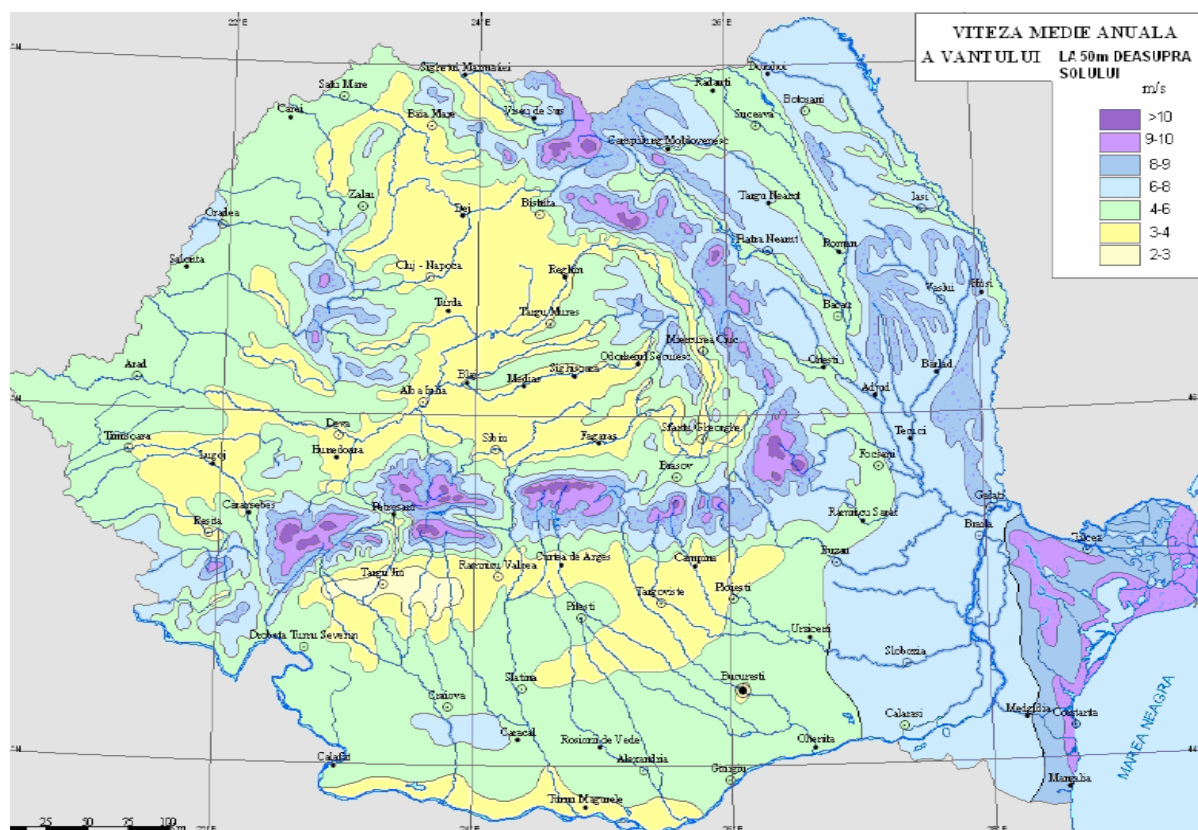 22°E 24°E 26°E
VITEZA MEDIE ANUALA
A VANTULUI LA 50m DEASUPRA
SOLULUI
m/s
>10
9-10
8-9
6-8
4-6
3-4
2-3
Sighetul Marmatiei
Dorohoi
Satu Mare
Viseu de Sus
Radauti
Botosani
Carei
Baia Mare
Suceava
Campulung Moldovenesc
Zalau
Dej
Bistrita
Targu Neamt
Iasi
Oradea
Piatra Neamt
Roman
Salonta
Cluj - Napoca
Reghin
Vaslui
Husi
Turda
Targu Mures
Bacau
Miercurea Ciuc
Odorheiul Secuiesc
Onesti
Arad
Blaj
Medias
Sighisoara
Barlad
Alba Iulia
Adjud
46°
Timisoara
Deva
Sibiu
Fagaras
Sfantu Gheorghe
Tecuci
Lugoj
Hunedoara
Brasov
Focsani
Caransebes
Petrosani
Galati
Resita
Ramnicu Sarat
Braila
Tulcea
Targu Jiu
Ramnicu Valcea
Curtea de Arges
Campina
Buzau
Pitesti
Targoviste
Ploiesti
Drobeta Turnu Severin
Urziceni
Slobozia
Slatina
Bucuresti
Craiova
Calarasi
Medgidia
Constanta
Caracal
Rosiorii de Vede
Oltenita
MAREA NEAGRA
Calafat
Alexandria
Giurgiu
Mangalia
Turnu Magurele
25 50 75 100